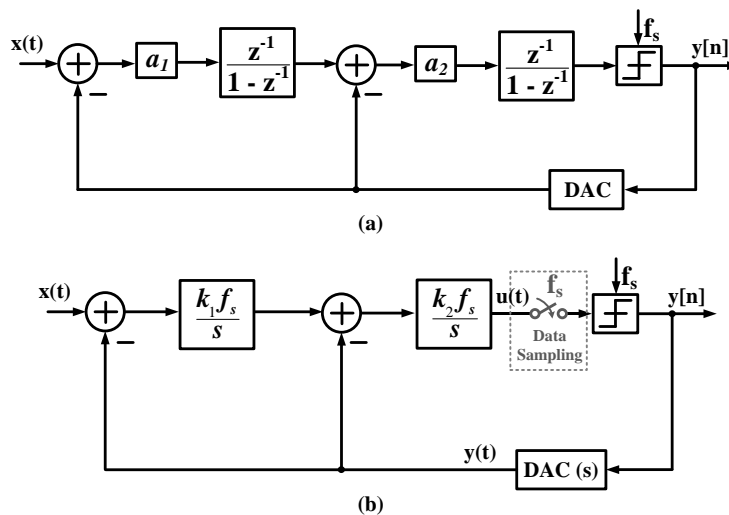 x(t)
a₁
z⁻¹
1 - z⁻¹
a₂
z⁻¹
1 - z⁻¹
fₛ
y[n]
DAC
(a)
x(t)
k₁fₛ
s
k₂fₛ
s
u(t)
fₛ
Data
Sampling
fₛ
y[n]
y(t)
DAC (s)
(b)